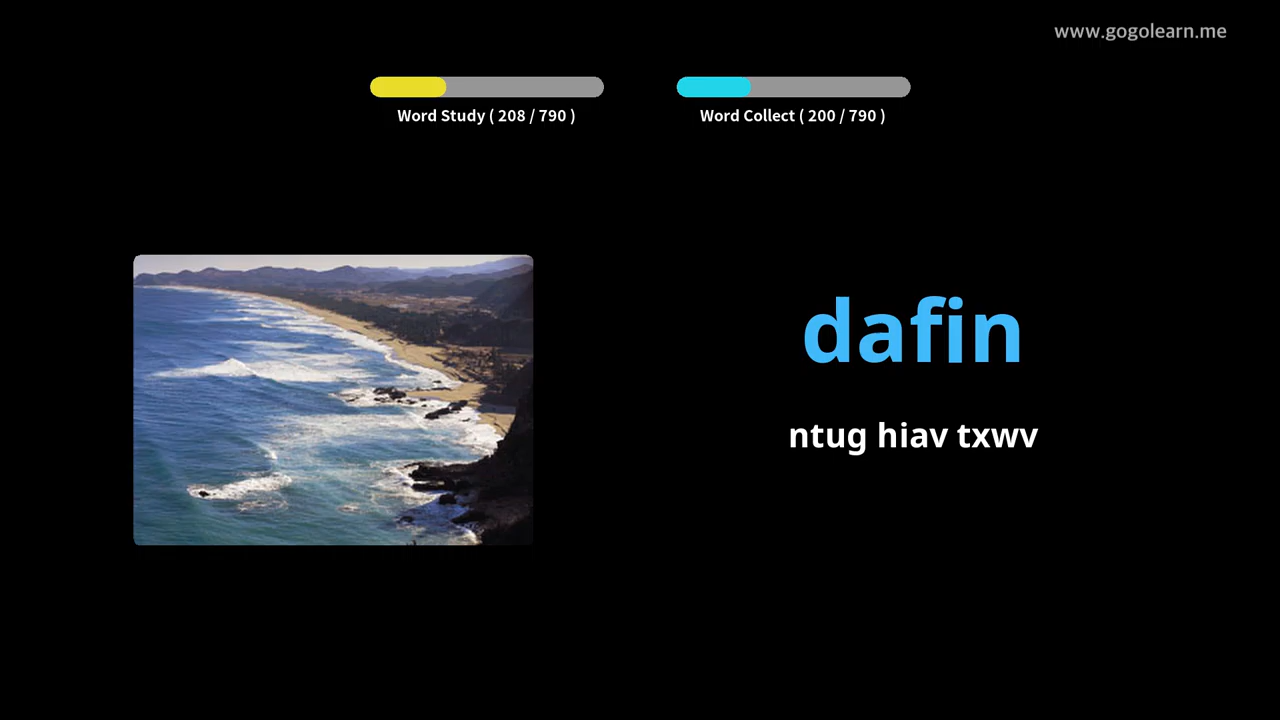 www.gogolearn.me
Word Study ( 208 / 790 )
Word Collect ( 200 / 790 )
dafin
ntug hiav txwv